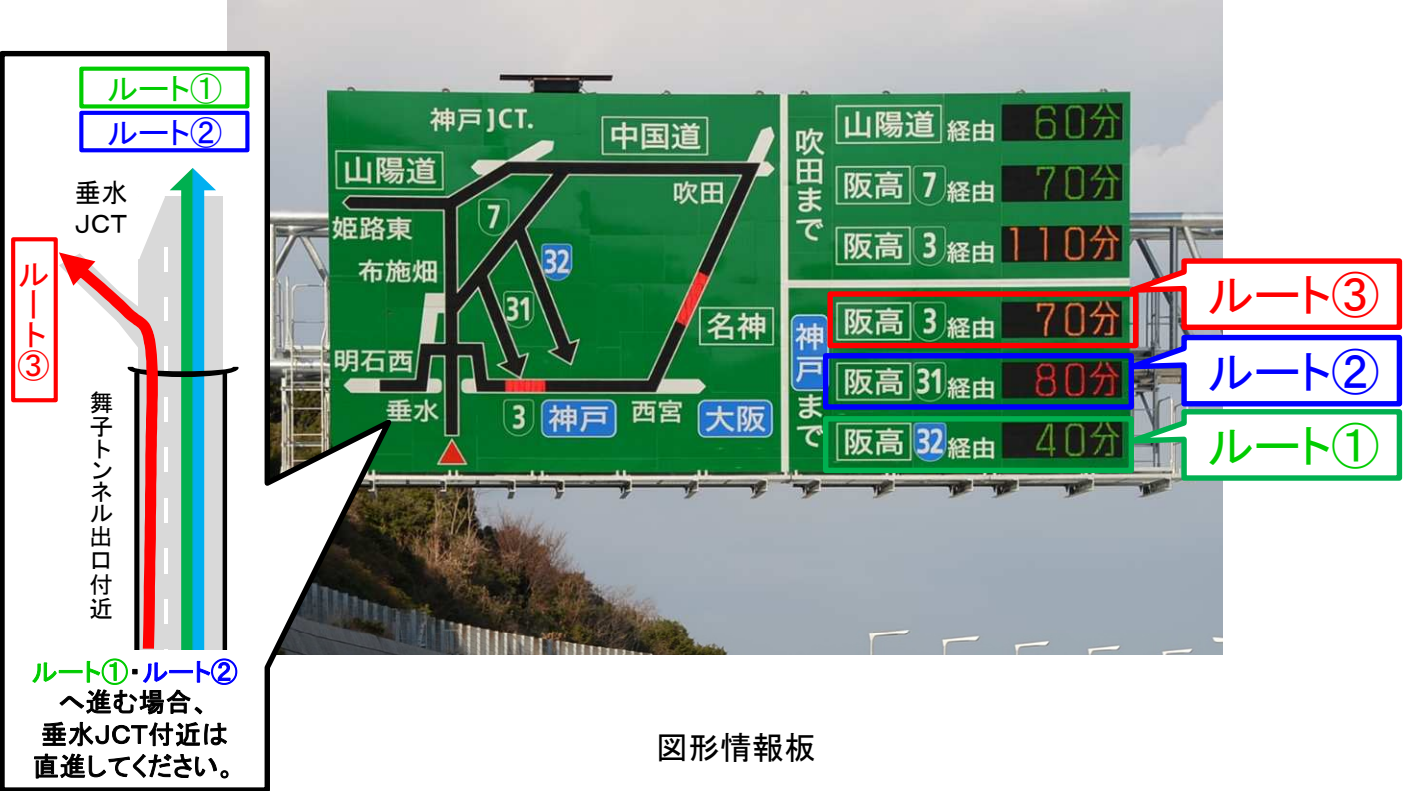 ルート①
ルート②
垂水
JCT
ルート③
舞子トンネル出口付近
ルート①・ルート②
へ進む場合、
垂水JCT付近は
直進してください。
神戸JCT.
中国道
山陽道
吹田
姫路東
7
布施畑
32
31
名神
明石西
垂水
3
神戸
西宮
大阪
吹田まで
山陽道 経由 60分
阪高 7 経由 70分
阪高 3 経由 110分
神戸まで
阪高 3 経由 70分
阪高 31 経由 80分
阪高 32 経由 40分
ルート③
ルート②
ルート①
図形情報板